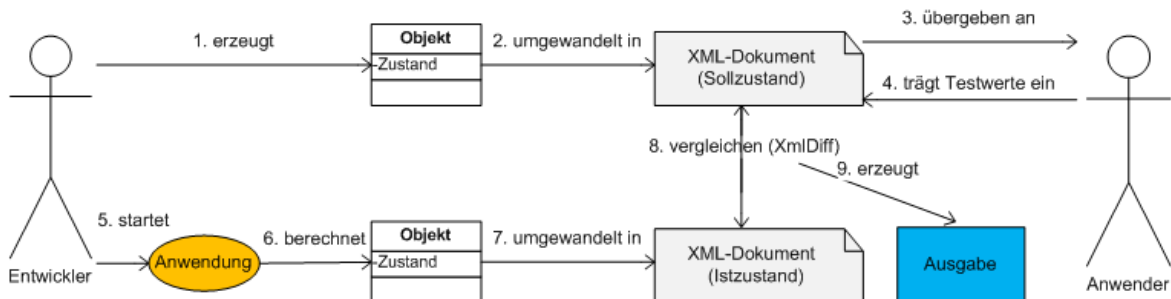 1. erzeugt
Objekt
-Zustand
2. umgewandelt in
XML-Dokument
(Sollzustand)
3. übergeben an
4. trägt Testwerte ein
8. vergleichen (XmlDiff)
9. erzeugt
Entwickler
5. startet
Anwendung
6. berechnet
Objekt
-Zustand
7. umgewandelt in
XML-Dokument
(Istzustand)
Ausgabe
Anwender